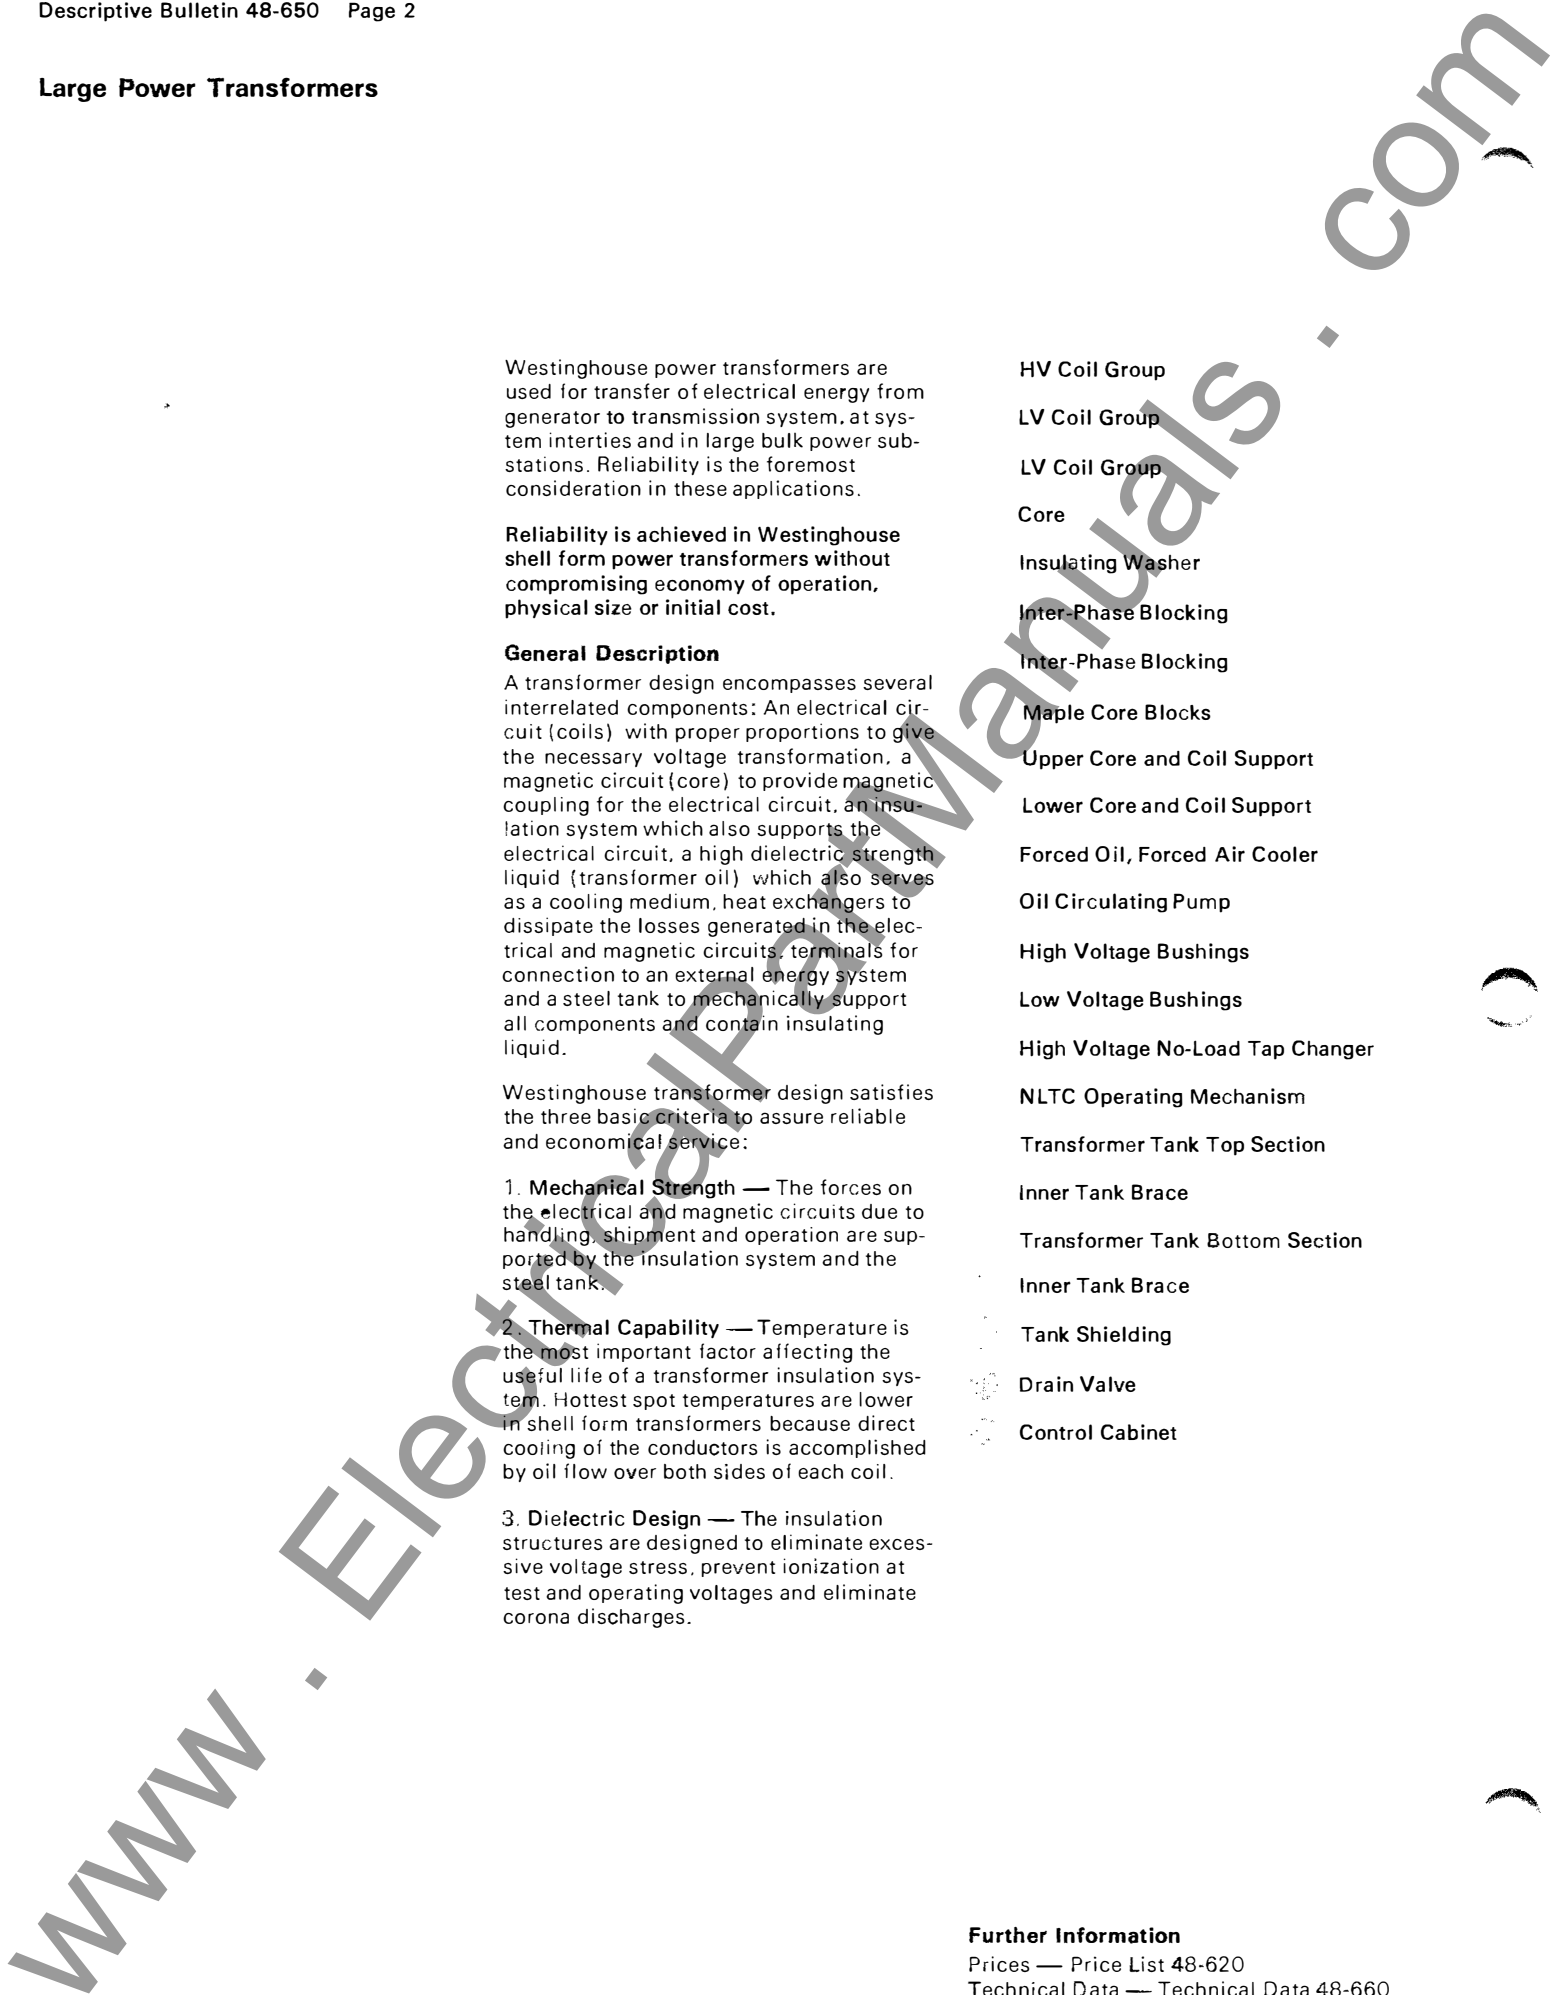 Descriptive Bulletin 48-650 Page 2
Large Power Transformers
Westinghouse power transformers are
used for transfer of electrical energy from
generator to transmission system, at sys-
tem interties and in large bulk power sub-
stations. Reliability is the foremost
consideration in these applications.
Reliability is achieved in Westinghouse
shell form power transformers without
compromising economy of operation,
physical size or initial cost.
General Description
A transformer design encompasses several
interrelated components: An electrical cir-
cuit (coils) with proper proportions to give
the necessary voltage transformation, a
magnetic circuit (core) to provide magnetic
coupling for the electrical circuit, an insu-
lation system which also supports the
electrical circuit, a high dielectric strength
liquid (transformer oil) which also serves
as a cooling medium, heat exchangers to
dissipate the losses generated in the elec-
trical and magnetic circuits, terminals for
connection to an external energy system
and a steel tank to mechanically support
all components and contain insulating
liquid.
Westinghouse transformer design satisfies
the three basic criteria to assure reliable
and economical service:
1. Mechanical Strength — The forces on
the electrical and magnetic circuits due to
handling, shipment and operation are sup-
ported by the insulation system and the
steel tank.
2. Thermal Capability — Temperature is
the most important factor affecting the
useful life of a transformer insulation sys-
tem. Hottest spot temperatures are lower
in shell form transformers because direct
cooling of the conductors is accomplished
by oil flow over both sides of each coil.
3. Dielectric Design — The insulation
structures are designed to eliminate exces-
sive voltage stress, prevent ionization at
test and operating voltages and eliminate
corona discharges.
HV Coil Group
LV Coil Group
LV Coil Group
Core
Insulating Washer
Inter-Phase Blocking
Inter-Phase Blocking
Maple Core Blocks
Upper Core and Coil Support
Lower Core and Coil Support
Forced Oil, Forced Air Cooler
Oil Circulating Pump
High Voltage Bushings
Low Voltage Bushings
High Voltage No-Load Tap Changer
NLTC Operating Mechanism
Transformer Tank Top Section
Inner Tank Brace
Transformer Tank Bottom Section
Inner Tank Brace
Tank Shielding
Drain Valve
Control Cabinet
Further Information
Prices — Price List 48-620
Technical Data — Technical Data 48-660
www . ElectricalPartManuals . com